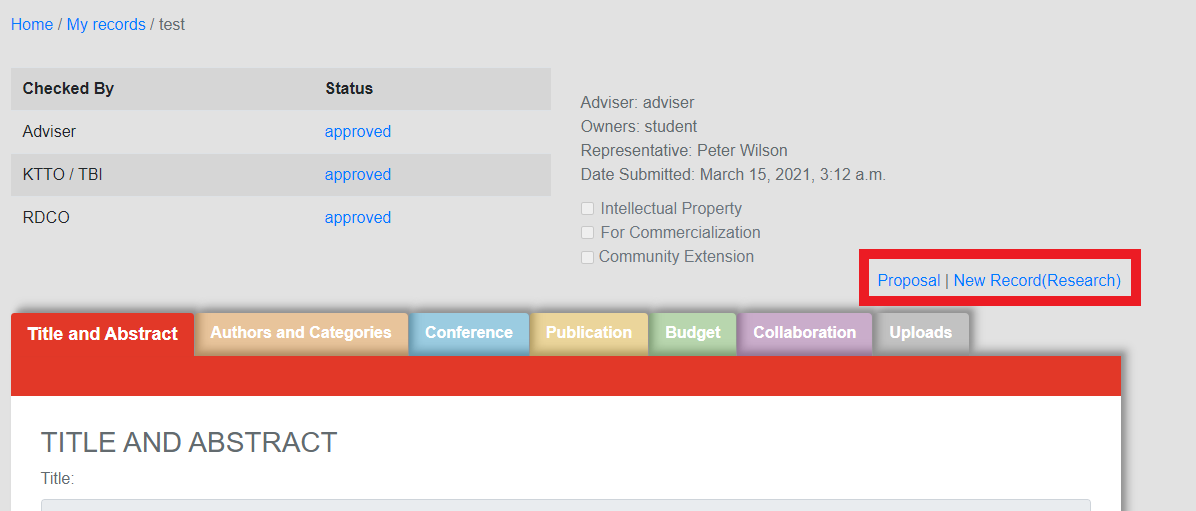 Home / My records / test
Checked By Status
Adviser approved
KTTO / TBI approved
RDCO approved
Adviser: adviser
Owners: student
Representative: Peter Wilson
Date Submitted: March 15, 2021, 3:12 a.m.
Intellectual Property
For Commercialization
Community Extension
Proposal | New Record(Research)
Title and Abstract Authors and Categories Conference Publication Budget Collaboration Uploads
TITLE AND ABSTRACT
Title: